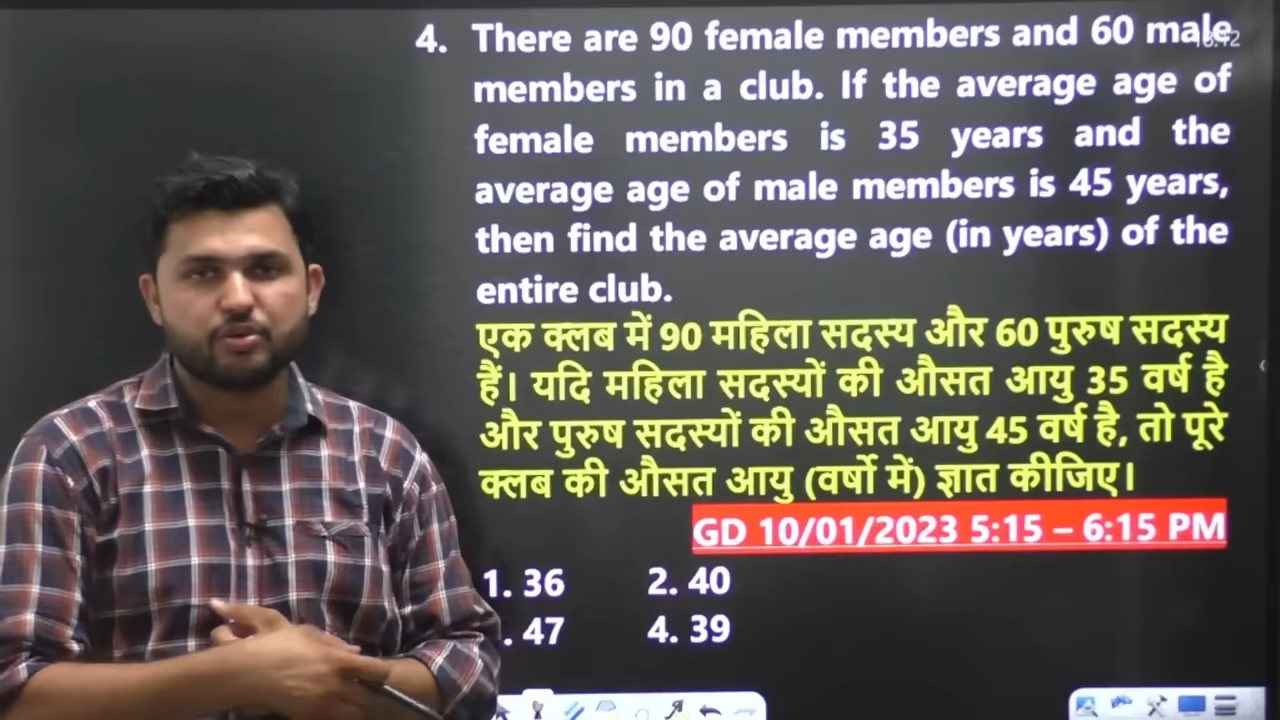 4. There are 90 female members and 60 male
members in a club. If the average age of
female members is 35 years and the
average age of male members is 45 years,
then find the average age (in years) of the
entire club.
एक क्लब में 90 महिला सदस्य और 60 पुरुष सदस्य
हैं। यदि महिला सदस्यों की औसत आयु 35 वर्ष है
और पुरुष सदस्यों की औसत आयु 45 वर्ष है, तो पूरे
क्लब की औसत आयु (वर्षो में) ज्ञात कीजिए।
GD 10/01/2023 5:15 – 6:15 PM
1. 36 2. 40
. 47 4. 39